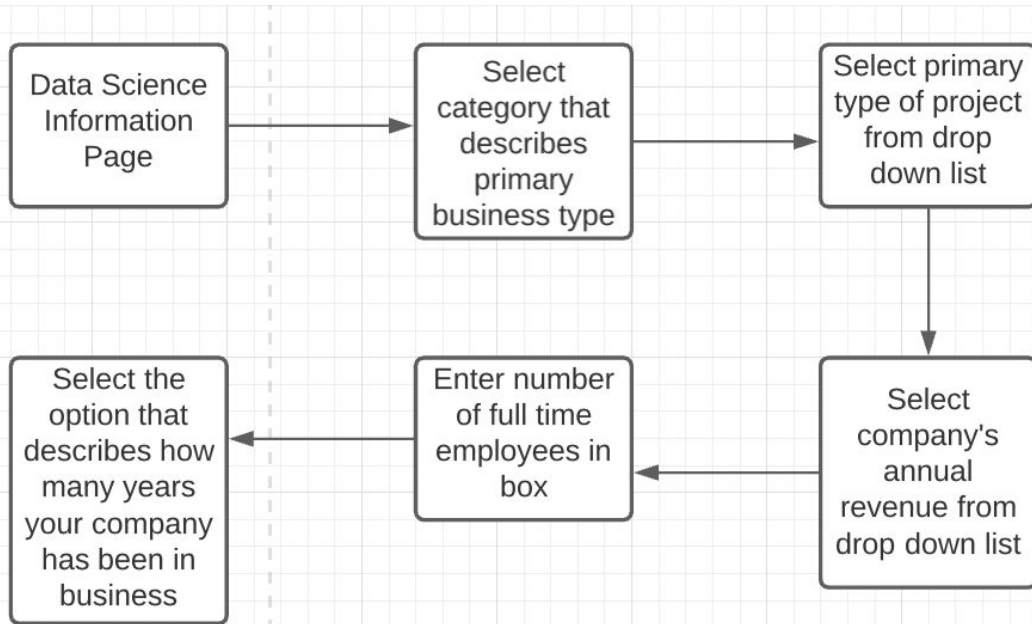 Data Science
Information
Page
Select
category that
describes
primary
business type
Select primary
type of project
from drop
down list
Select
company's
annual
revenue from
drop down list
Enter number
of full time
employees in
box
Select the
option that
describes how
many years
your company
has been in
business